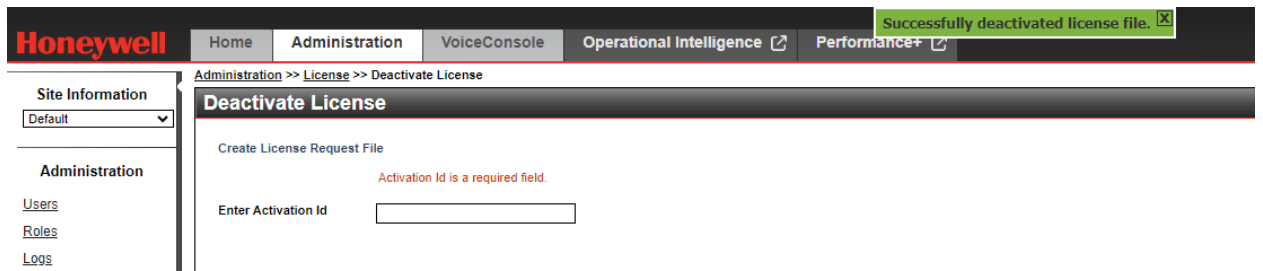 Successfully deactivated license file. X
Honeywell
Home Administration VoiceConsole Operational Intelligence Performance+
Administration >> License >> Deactivate License
Site Information
Default
Deactivate License
Create License Request File
Activation Id is a required field.
Enter Activation Id
Administration
Users
Roles
Logs